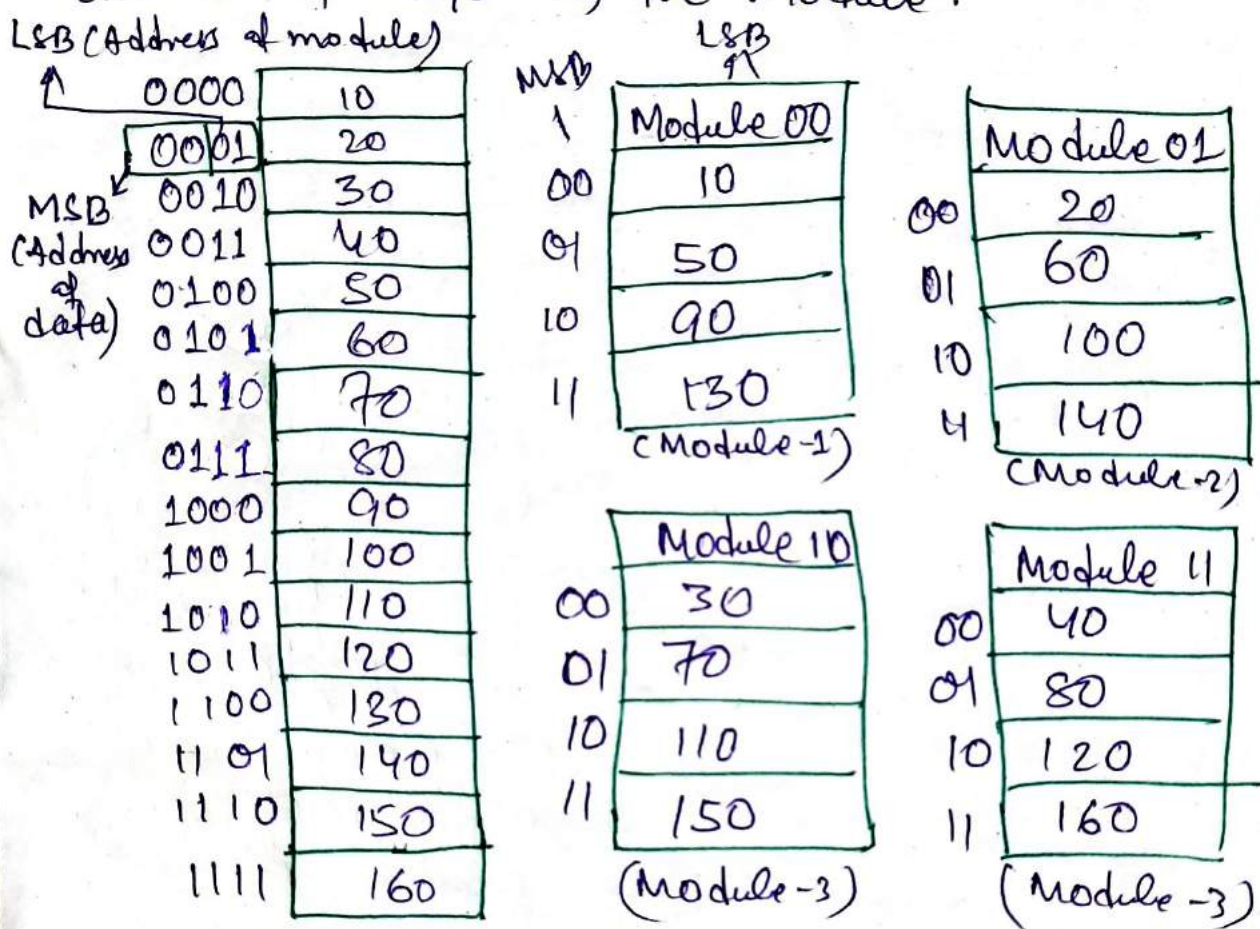 LSB (Address of module)
0000 10
0001 20
0010 30
0011 40
0100 50
0101 60
0110 70
0111 80
1000 90
1001 100
1010 110
1011 120
1100 130
1101 140
1110 150
1111 160
MSB
(Address
of
data)
MSB
LSB
Module 00
00 10
01 50
10 90
11 130
(Module-1)
Module 01
00 20
01 60
10 100
11 140
(Module-2)
Module 10
00 30
01 70
10 110
11 150
(Module-3)
Module 11
00 40
01 80
10 120
11 160
(Module-3)